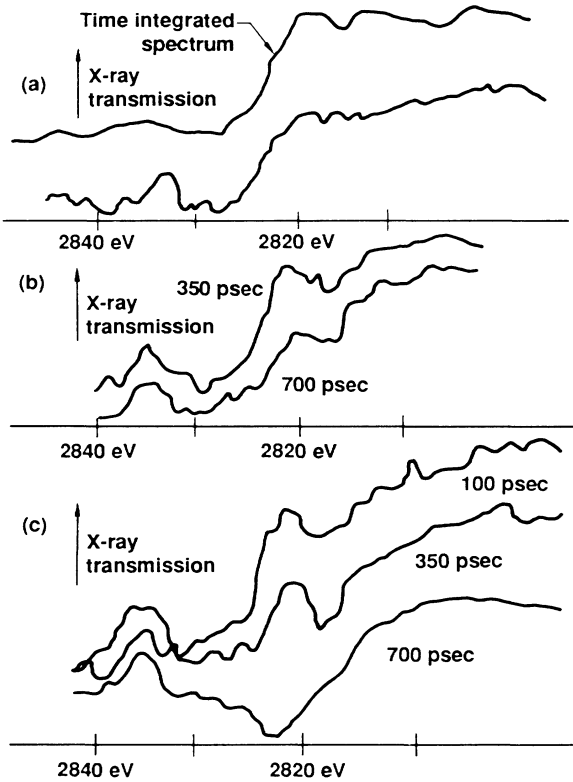 Time integrated
spectrum
(a)
X-ray
transmission
2840 eV
2820 eV
(b)
350 psec
X-ray
transmission
700 psec
2840 eV
2820 eV
(c)
100 psec
X-ray
transmission
350 psec
700 psec
2840 eV
2820 eV